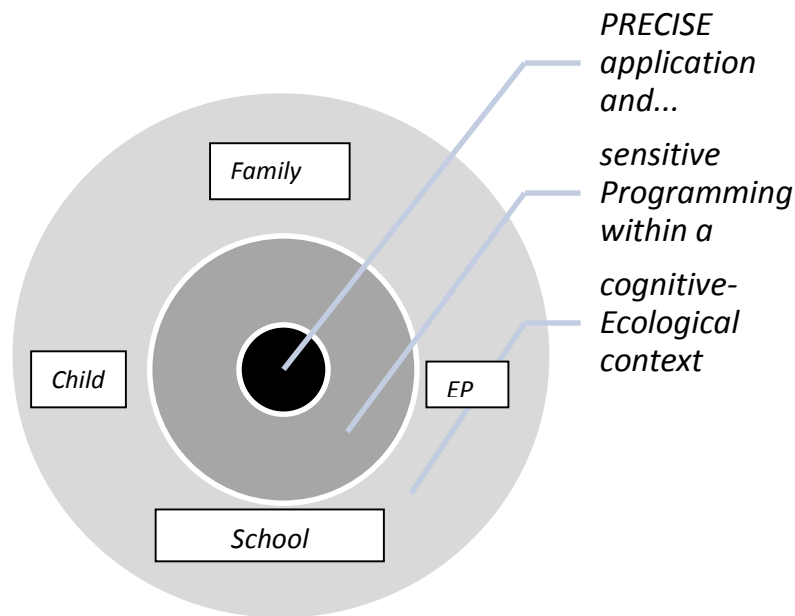 PRECISE
application
and...
sensitive
Programming
within a
cognitive-
Ecological
context
Family
Child
EP
School